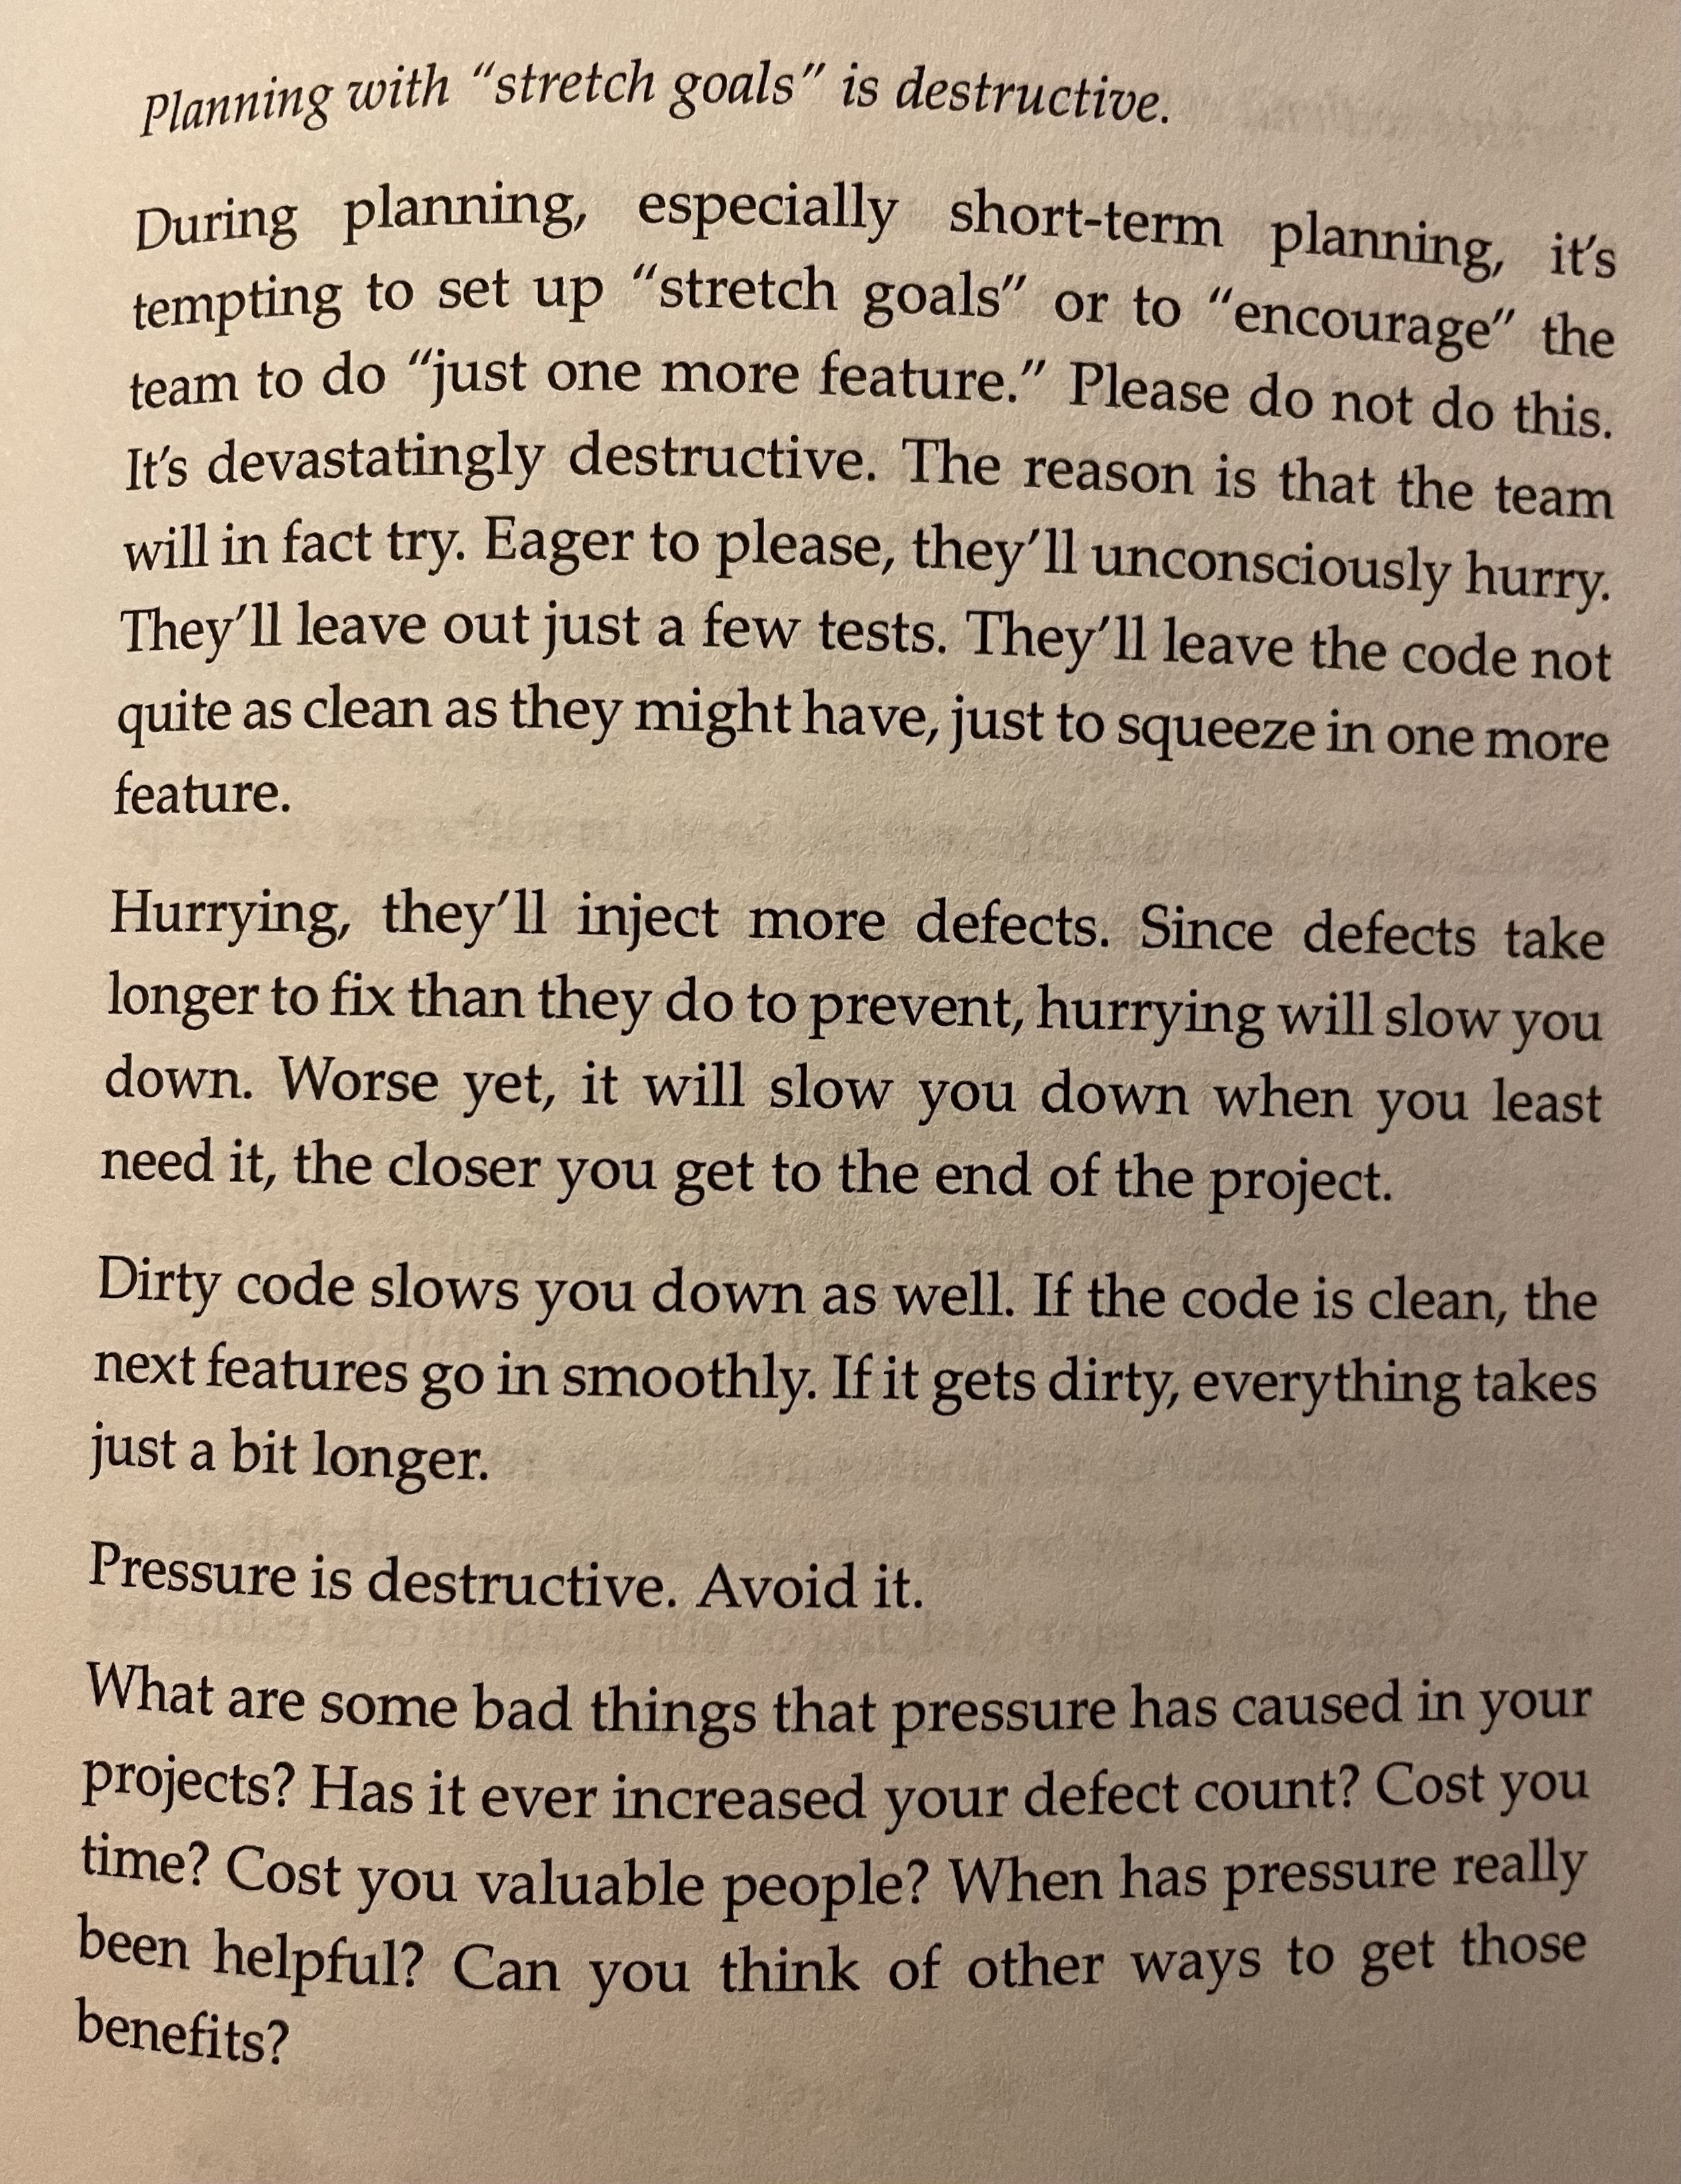 Planning with “stretch goals” is destructive.
During planning, especially short-term planning, it’s
tempting to set up “stretch goals” or to “encourage” the
team to do “just one more feature.” Please do not do this.
It’s devastatingly destructive. The reason is that the team
will in fact try. Eager to please, they’ll unconsciously hurry.
They’ll leave out just a few tests. They’ll leave the code not
quite as clean as they might have, just to squeeze in one more
feature.
Hurrying, they’ll inject more defects. Since defects take
longer to fix than they do to prevent, hurrying will slow you
down. Worse yet, it will slow you down when you least
need it, the closer you get to the end of the project.
Dirty code slows you down as well. If the code is clean, the
next features go in smoothly. If it gets dirty, everything takes
just a bit longer.
Pressure is destructive. Avoid it.
What are some bad things that pressure has caused in your
projects? Has it ever increased your defect count? Cost you
time? Cost you valuable people? When has pressure really
been helpful? Can you think of other ways to get those
benefits?